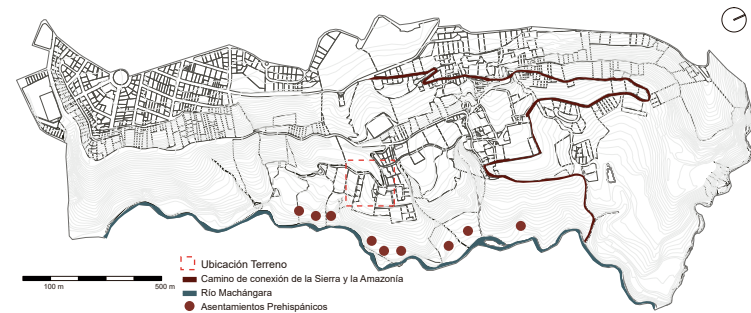 Ubicación Terreno
Camino de conexión de la Sierra y la Amazonía
Río Machángara
Asentamientos Prehispánicos
100 m
500 m